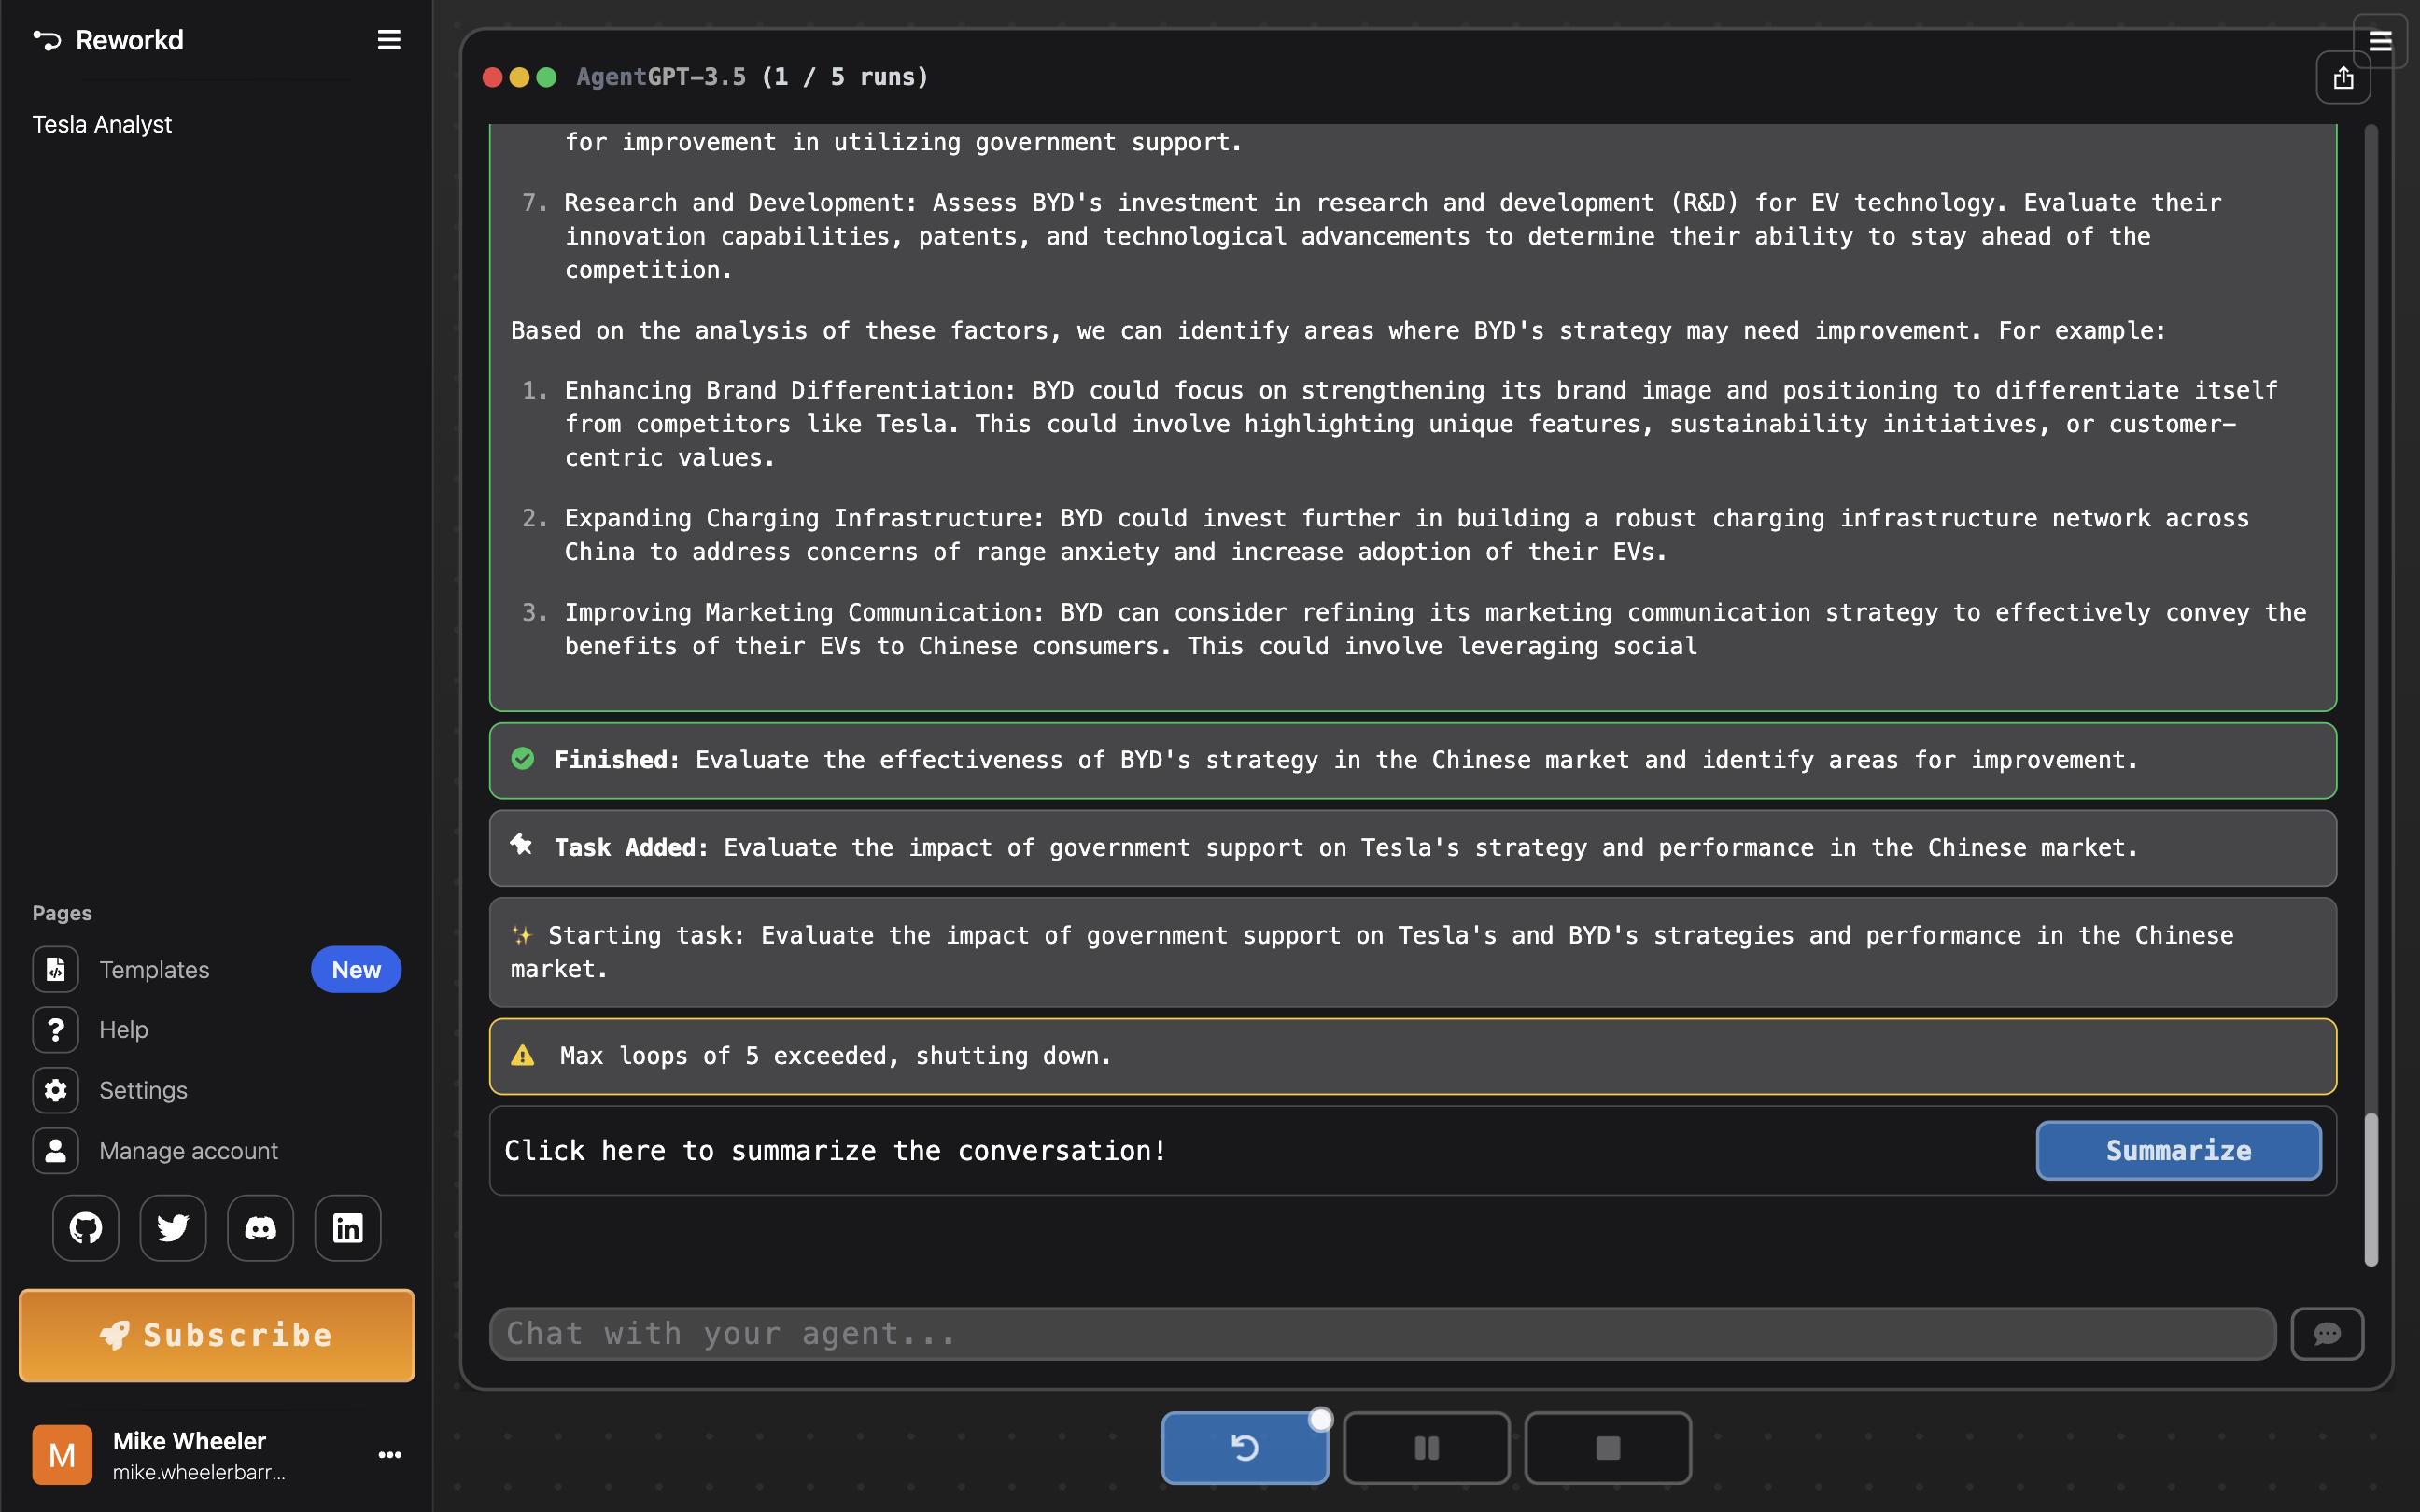 Reworkd
Tesla Analyst
Pages
Templates
New
Help
Settings
Manage account
Subscribe
M
Mike Wheeler
mike.wheelerbarr...
AgentGPT-3.5 (1 / 5 runs)
for improvement in utilizing government support.
7. Research and Development: Assess BYD's investment in research and development (R&D) for EV technology. Evaluate their
innovation capabilities, patents, and technological advancements to determine their ability to stay ahead of the
competition.
Based on the analysis of these factors, we can identify areas where BYD's strategy may need improvement. For example:
1. Enhancing Brand Differentiation: BYD could focus on strengthening its brand image and positioning to differentiate itself
from competitors like Tesla. This could involve highlighting unique features, sustainability initiatives, or customer-
centric values.
2. Expanding Charging Infrastructure: BYD could invest further in building a robust charging infrastructure network across
China to address concerns of range anxiety and increase adoption of their EVs.
3. Improving Marketing Communication: BYD can consider refining its marketing communication strategy to effectively convey the
benefits of their EVs to Chinese consumers. This could involve leveraging social
Finished: Evaluate the effectiveness of BYD's strategy in the Chinese market and identify areas for improvement.
Task Added: Evaluate the impact of government support on Tesla's strategy and performance in the Chinese market.
✨ Starting task: Evaluate the impact of government support on Tesla's and BYD's strategies and performance in the Chinese
market.
Max loops of 5 exceeded, shutting down.
Click here to summarize the conversation!
Summarize
Chat with your agent...